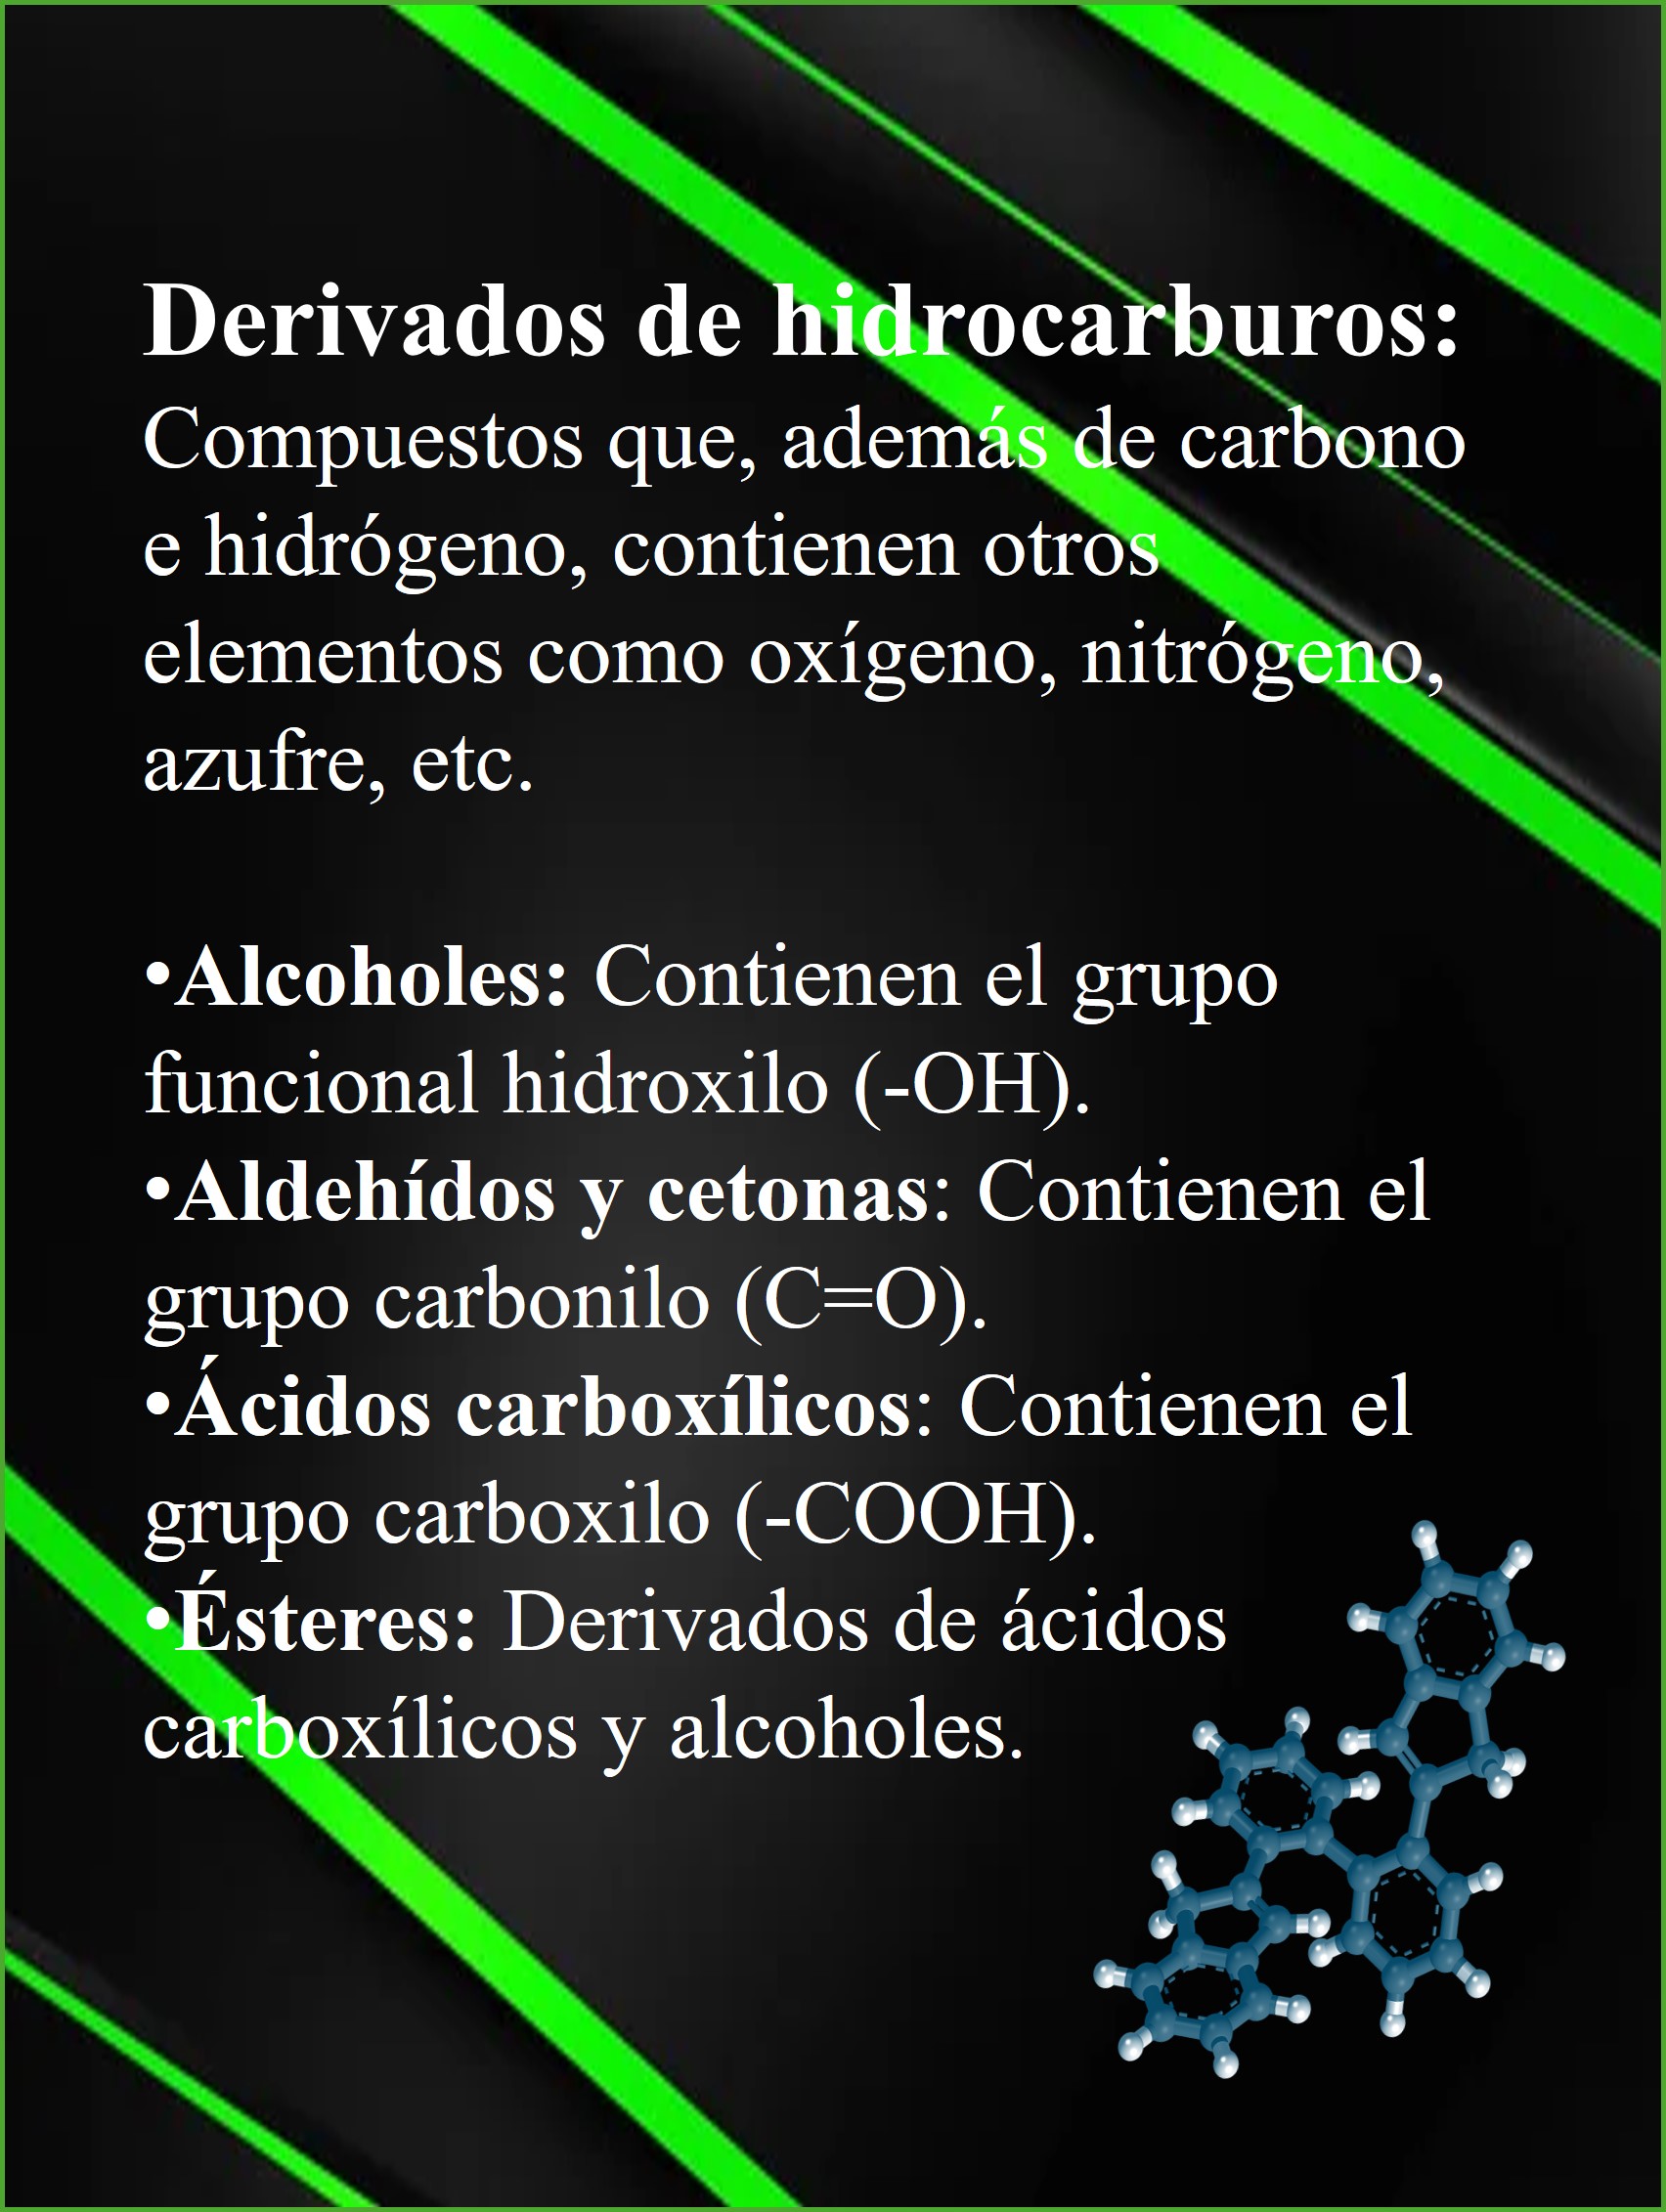 Derivados de hidrocarburos:
Compuestos que, además de carbono
e hidrógeno, contienen otros
elementos como oxígeno, nitrógeno,
azufre, etc.
•Alcoholes: Contienen el grupo
funcional hidroxilo (-OH).
•Aldehídos y cetonas: Contienen el
grupo carbonilo (C=O).
•Ácidos carboxílicos: Contienen el
grupo carboxilo (-COOH).
•Ésteres: Derivados de ácidos
carboxílicos y alcoholes.